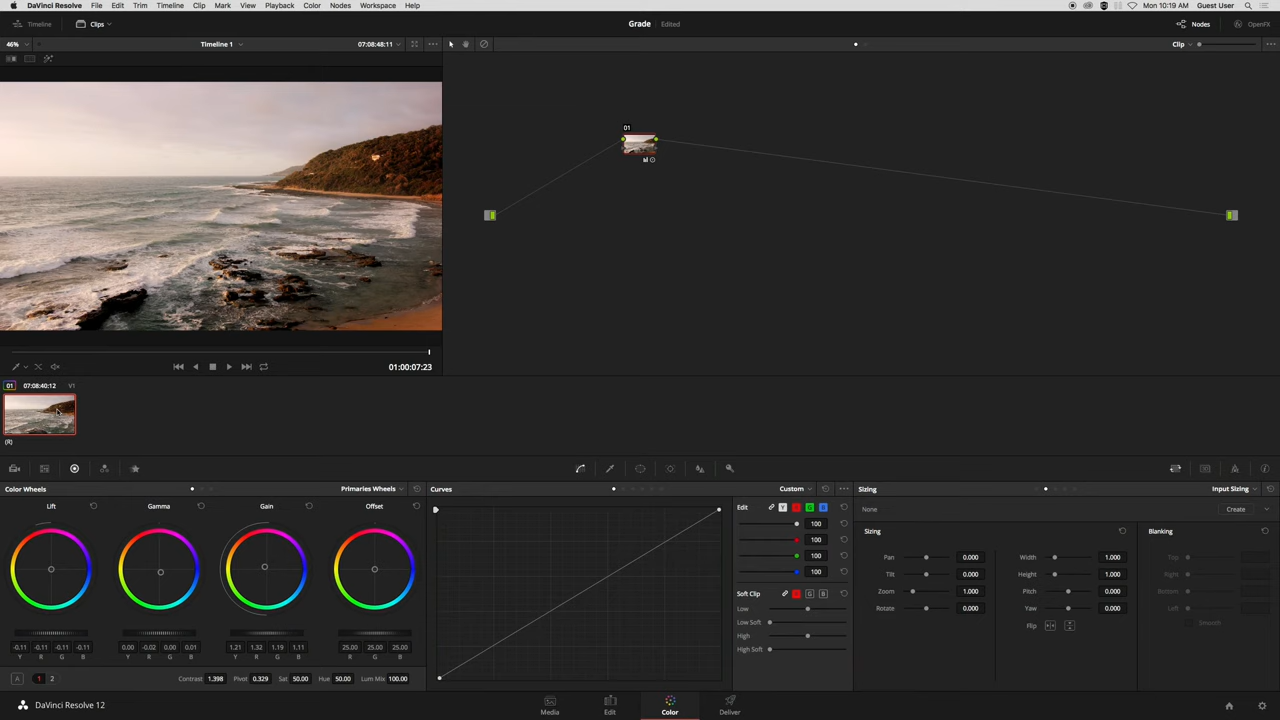 DaVinci Resolve File Edit Trim Timeline Clip Mark View Playback Color Nodes Workspace Help Mon 10:19 AM Guest User
Timeline Clips Grade Edited Nodes OpenFX
46% Timeline 1 07:08:48:11 Clip
01
01:00:07:23
01 07:08:40:12 V1
(R)
Color Wheels Primaries Wheels Curves Custom Sizing Input Sizing
Lift Gamma Gain Offset Edit Y R G B None Create
100 Sizing Blanking
100 Pan 0.000 Width 1.000 Top
100 Tilt 0.000 Height 1.000 Right
100 Zoom 1.000 Pitch 0.000 Bottom
Soft Clip R G B Rotate 0.000 Yaw 0.000 Left
Low Flip Smooth
Low Soft
High
High Soft
-0.11 -0.11 -0.11 -0.11 0.00 -0.02 0.00 0.01 1.21 1.32 1.19 1.11 25.00 25.00 25.00
Y R G B Y R G B Y R G B R G B
A 1 2 Contrast 1.398 Pivot 0.329 Sat 50.00 Hue 50.00 Lum Mix 100.00
DaVinci Resolve 12 Media Edit Color Deliver